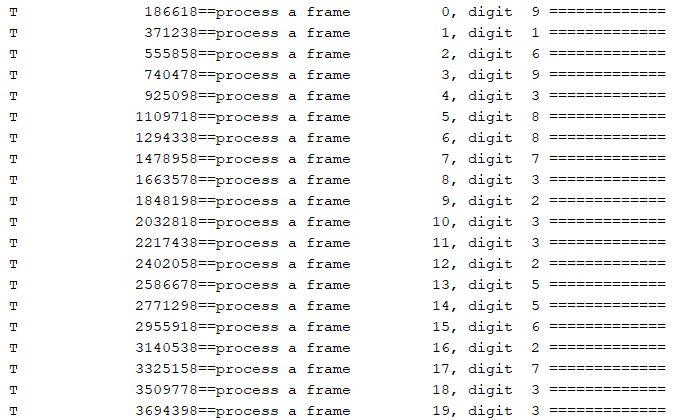 T 186618==process a frame 0, digit 9 =============
T 371238==process a frame 1, digit 1 =============
T 555858==process a frame 2, digit 6 =============
T 740478==process a frame 3, digit 9 =============
T 925098==process a frame 4, digit 3 =============
T 1109718==process a frame 5, digit 8 =============
T 1294338==process a frame 6, digit 8 =============
T 1478958==process a frame 7, digit 7 =============
T 1663578==process a frame 8, digit 3 =============
T 1848198==process a frame 9, digit 2 =============
T 2032818==process a frame 10, digit 3 =============
T 2217438==process a frame 11, digit 3 =============
T 2402058==process a frame 12, digit 2 =============
T 2586678==process a frame 13, digit 5 =============
T 2771298==process a frame 14, digit 5 =============
T 2955918==process a frame 15, digit 6 =============
T 3140538==process a frame 16, digit 2 =============
T 3325158==process a frame 17, digit 7 =============
T 3509778==process a frame 18, digit 3 =============
T 3694398==process a frame 19, digit 3 =============